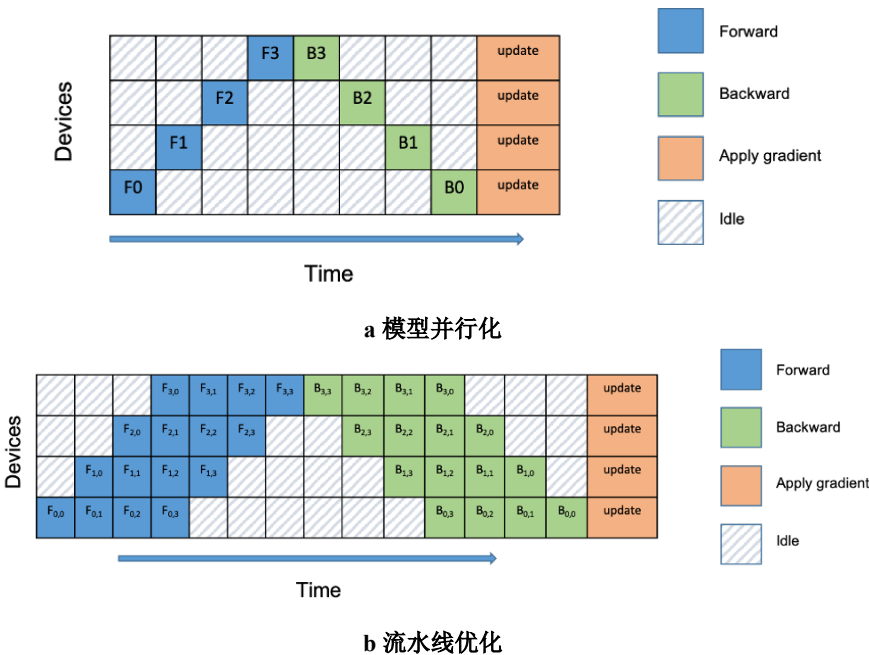 F3 B3 update
F2 B2 update
F1 B1 update
F0 B0 update
Devices
Time
Forward
Backward
Apply gradient
Idle
a 模型并行化
F3,0 F3,1 F3,2 F3,3 B3,3 B3,2 B3,1 B3,0 update
F2,0 F2,1 F2,2 F2,3 B2,3 B2,2 B2,1 B2,0 update
F1,0 F1,1 F1,2 F1,3 B1,3 B1,2 B1,1 B1,0 update
F0,0 F0,1 F0,2 F0,3 B0,3 B0,2 B0,1 B0,0 update
Devices
Time
Forward
Backward
Apply gradient
Idle
b 流水线优化